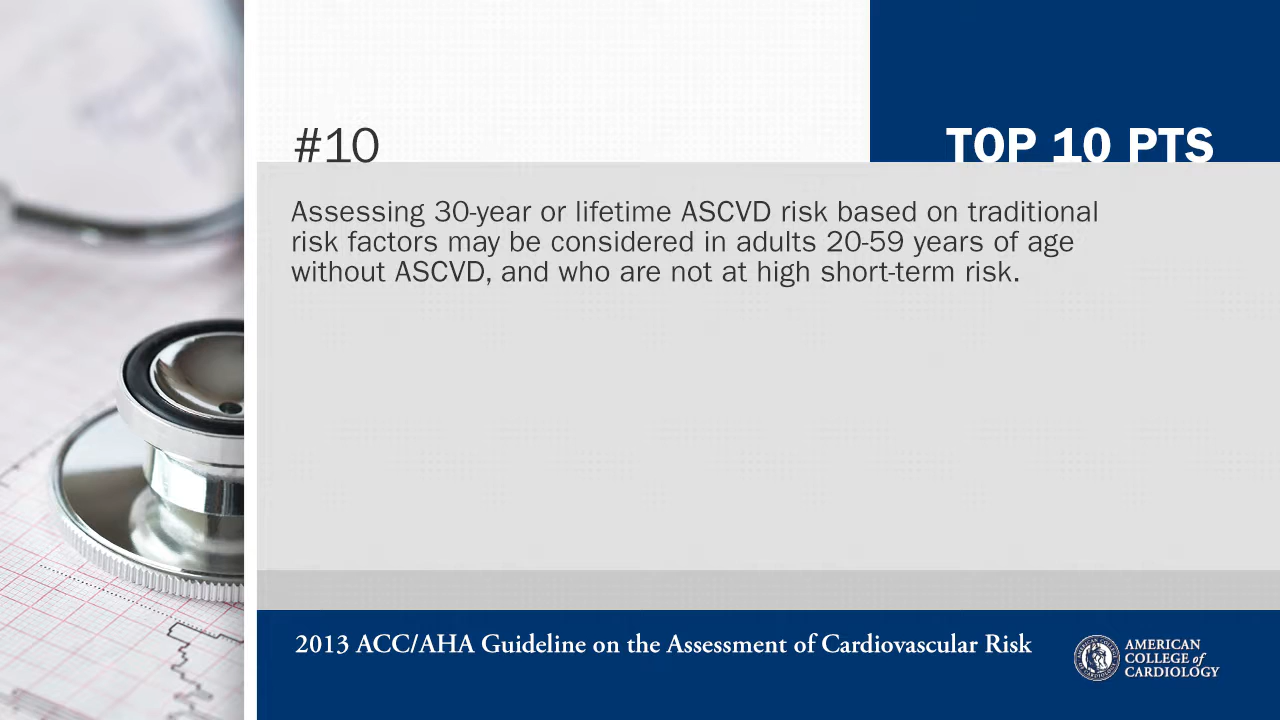 #10
TOP 10 PTS
Assessing 30-year or lifetime ASCVD risk based on traditional
risk factors may be considered in adults 20-59 years of age
without ASCVD, and who are not at high short-term risk.
2013 ACC/AHA Guideline on the Assessment of Cardiovascular Risk
AMERICAN
COLLEGE of
CARDIOLOGY